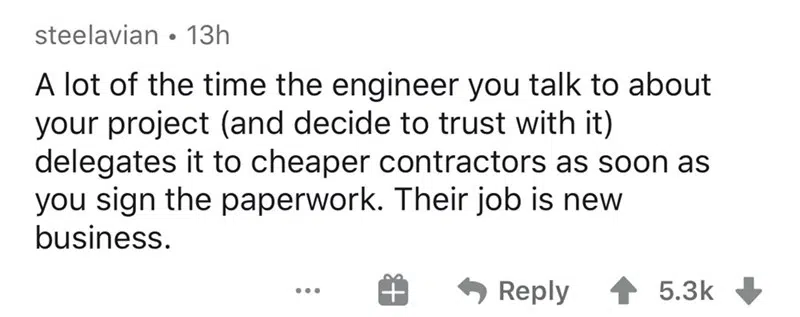 steelavian • 13h
A lot of the time the engineer you talk to about
your project (and decide to trust with it)
delegates it to cheaper contractors as soon as
you sign the paperwork. Their job is new
business.
... Reply 5.3k